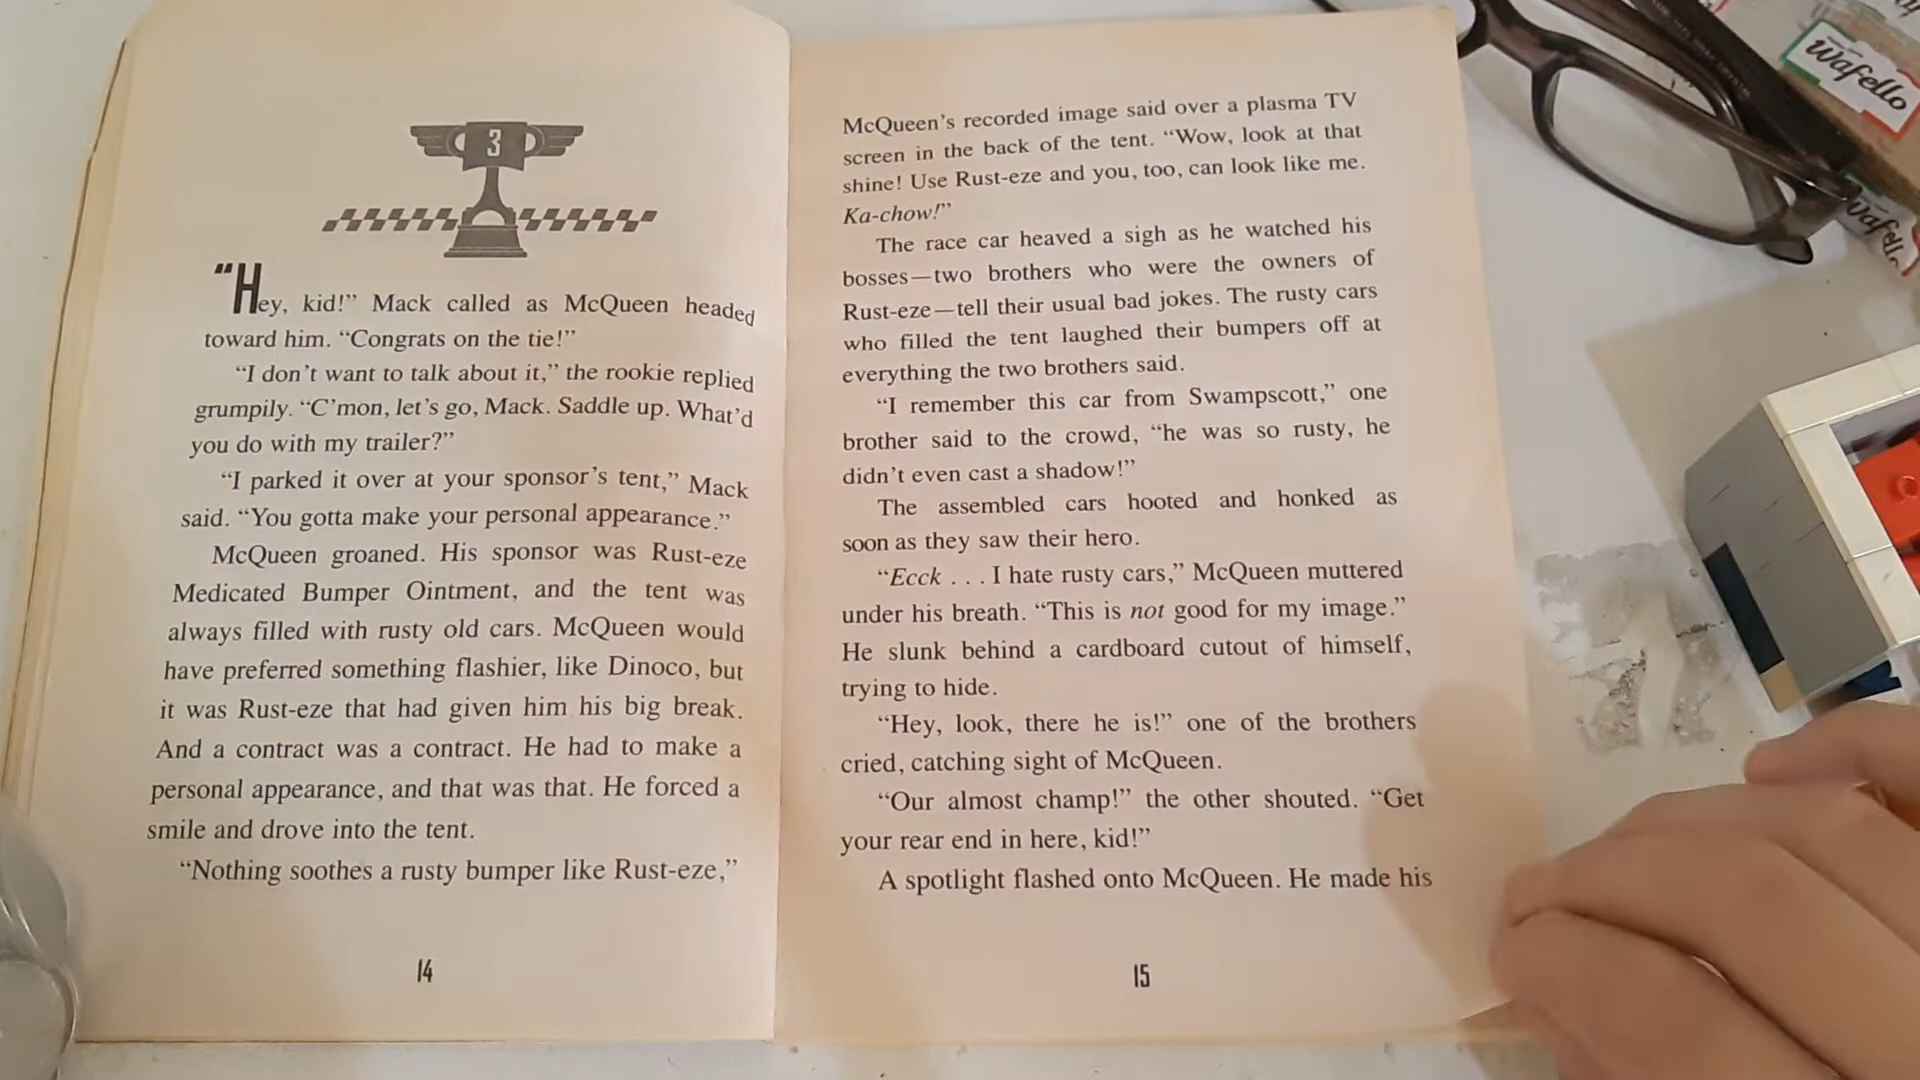 3
"Hey, kid!" Mack called as McQueen headed
toward him. "Congrats on the tie!"
"I don't want to talk about it," the rookie replied
grumpily. "C'mon, let's go, Mack. Saddle up. What'd
you do with my trailer?"
"I parked it over at your sponsor's tent," Mack
said. "You gotta make your personal appearance."
McQueen groaned. His sponsor was Rust-eze
Medicated Bumper Ointment, and the tent was
always filled with rusty old cars. McQueen would
have preferred something flashier, like Dinoco, but
it was Rust-eze that had given him his big break.
And a contract was a contract. He had to make a
personal appearance, and that was that. He forced a
smile and drove into the tent.
"Nothing soothes a rusty bumper like Rust-eze,"
14
McQueen's recorded image said over a plasma TV
screen in the back of the tent. "Wow, look at that
shine! Use Rust-eze and you, too, can look like me.
Ka-chow!"
The race car heaved a sigh as he watched his
bosses—two brothers who were the owners of
Rust-eze—tell their usual bad jokes. The rusty cars
who filled the tent laughed their bumpers off at
everything the two brothers said.
"I remember this car from Swampscott," one
brother said to the crowd, "he was so rusty, he
didn't even cast a shadow!"
The assembled cars hooted and honked as
soon as they saw their hero.
"Ecck . . . I hate rusty cars," McQueen muttered
under his breath. "This is not good for my image."
He slunk behind a cardboard cutout of himself,
trying to hide.
"Hey, look, there he is!" one of the brothers
cried, catching sight of McQueen.
"Our almost champ!" the other shouted. "Get
your rear end in here, kid!"
A spotlight flashed onto McQueen. He made his
15
Wafello
Wafello